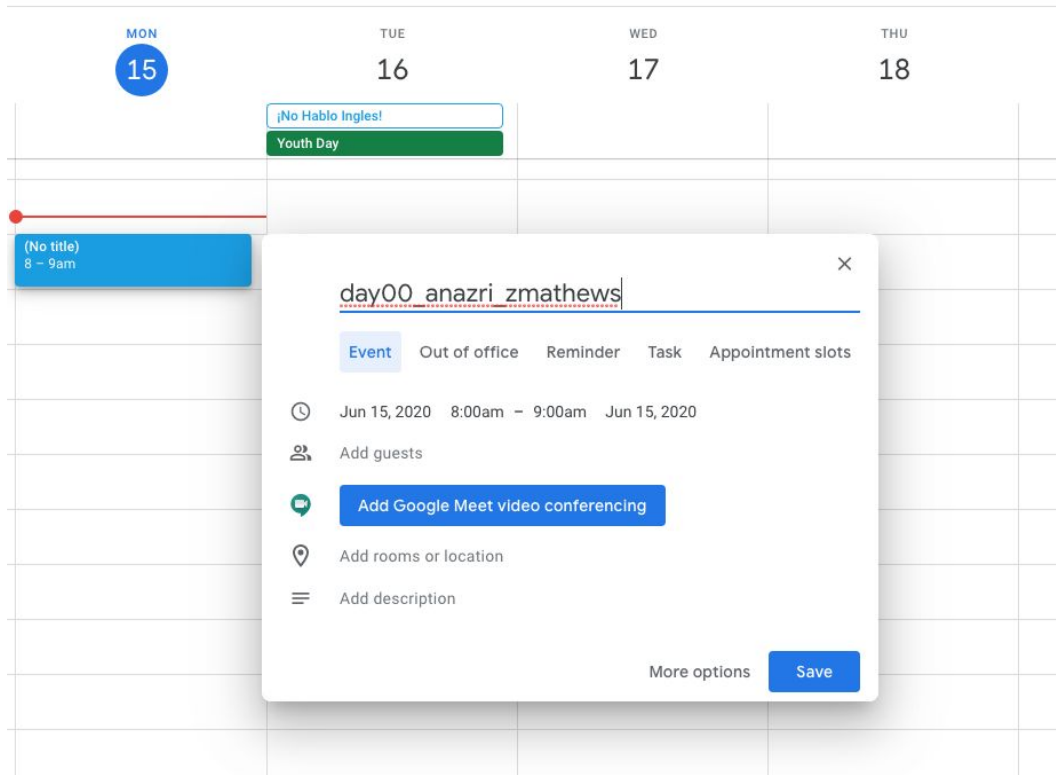 MON TUE WED THU
15 16 17 18
¡No Hablo Ingles!
Youth Day
(No title)
8 – 9am
day00_anazri_zmathews
Event Out of office Reminder Task Appointment slots
Jun 15, 2020 8:00am – 9:00am Jun 15, 2020
Add guests
Add Google Meet video conferencing
Add rooms or location
Add description
More options Save